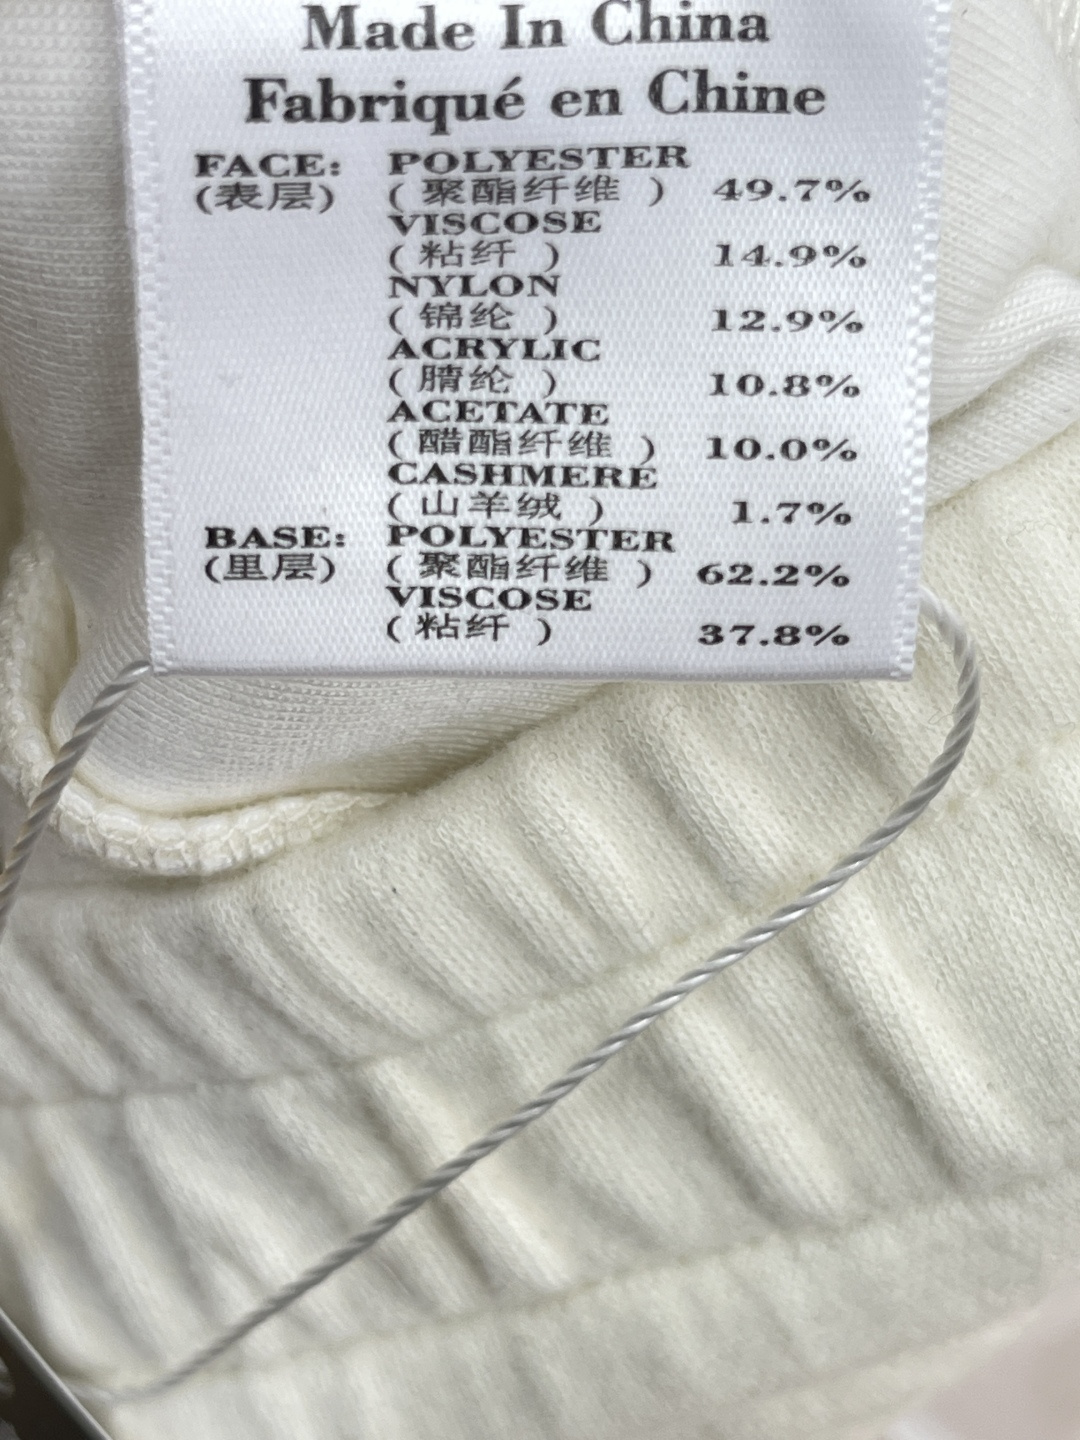 Made In China
Fabriqué en Chine
FACE: POLYESTER
(表层) (聚酯纤维) 49.7%
VISCOSE
(粘纤) 14.9%
NYLON
(锦纶) 12.9%
ACRYLIC
(腈纶) 10.8%
ACETATE
(醋酯纤维) 10.0%
CASHMERE
(山羊绒) 1.7%
BASE: POLYESTER
(里层) (聚酯纤维) 62.2%
VISCOSE
(粘纤) 37.8%